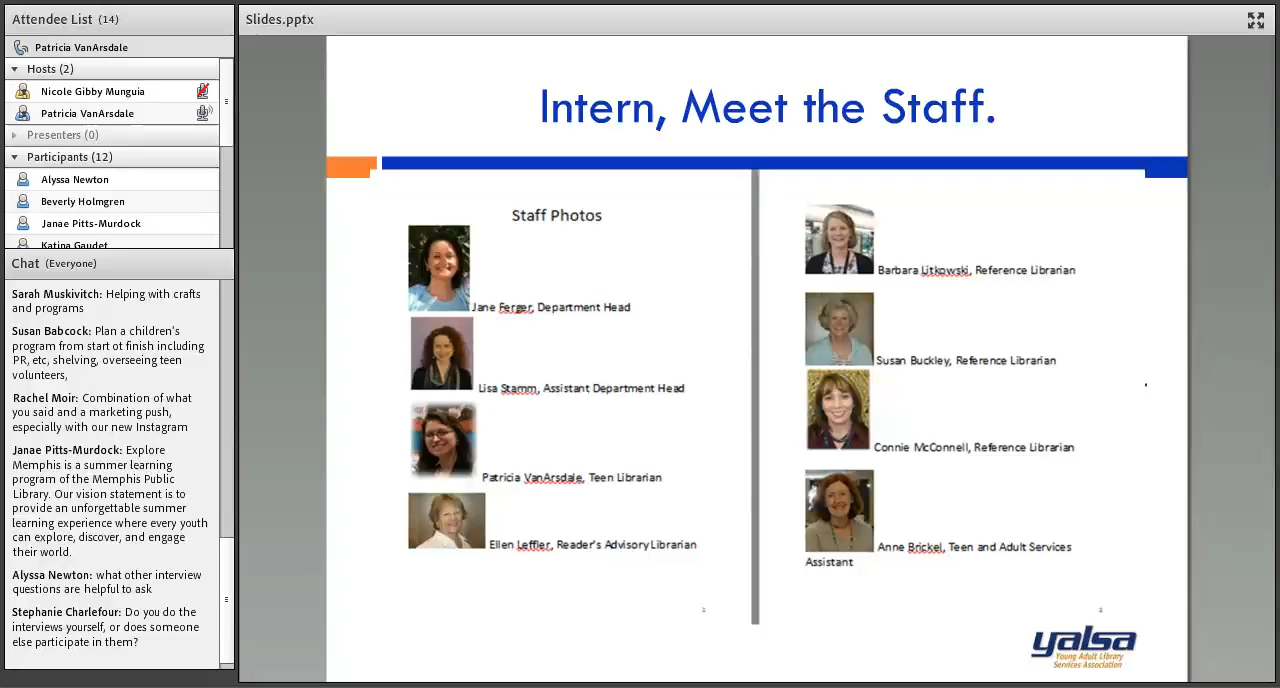 Attendee List (14)
Patricia VanArsdale
Hosts (2)
Nicole Gibby Munguia
Patricia VanArsdale
Presenters (0)
Participants (12)
Alyssa Newton
Beverly Holmgren
Janae Pitts-Murdock
Katina Gaudet
Chat (Everyone)
Sarah Muskivitch: Helping with crafts
and programs
Susan Babcock: Plan a children's
program from start ot finish including
PR, etc, shelving, overseeing teen
volunteers,
Rachel Moir: Combination of what
you said and a marketing push,
especially with our new Instagram
Janae Pitts-Murdock: Explore
Memphis is a summer learning
program of the Memphis Public
Library. Our vision statement is to
provide an unforgettable summer
learning experience where every youth
can explore, discover, and engage
their world.
Alyssa Newton: what other interview
questions are helpful to ask
Stephanie Charlefour: Do you do the
interviews yourself, or does someone
else participate in them?
Slides.pptx
Intern, Meet the Staff.
Staff Photos
Jane Ferger, Department Head
Lisa Stamm, Assistant Department Head
Patricia VanArsdale, Teen Librarian
Ellen Leffler, Reader's Advisory Librarian
Barbara Litkowski, Reference Librarian
Susan Buckley, Reference Librarian
Connie McConnell, Reference Librarian
Anne Brickel, Teen and Adult Services
Assistant
yalsa
Young Adult Library
Services Association